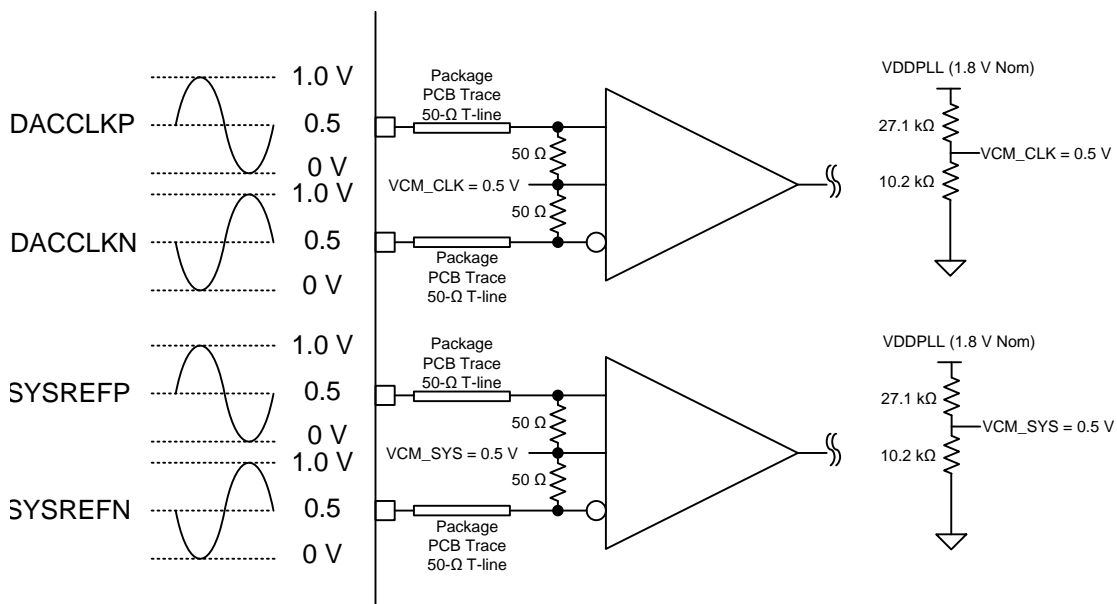 DACCLKP
1.0 V
0.5
0 V
DACCLKN
1.0 V
0.5
0 V
Package
PCB Trace
50-Ω T-line
50 Ω
VCM_CLK = 0.5 V
50 Ω
Package
PCB Trace
50-Ω T-line
VDDPLL (1.8 V Nom)
27.1 kΩ
VCM_CLK = 0.5 V
10.2 kΩ
SYSREFP
1.0 V
0.5
0 V
SYSREFN
1.0 V
0.5
0 V
Package
PCB Trace
50-Ω T-line
50 Ω
VCM_SYS = 0.5 V
50 Ω
Package
PCB Trace
50-Ω T-line
VDDPLL (1.8 V Nom)
27.1 kΩ
VCM_SYS = 0.5 V
10.2 kΩ